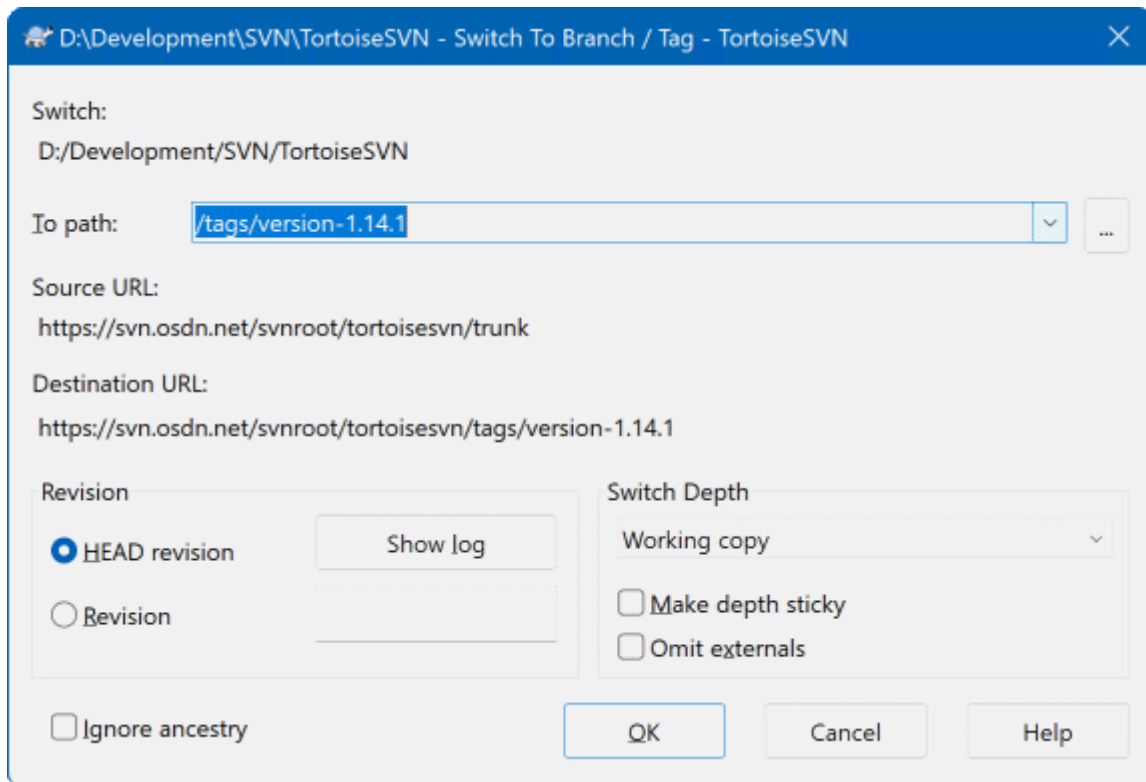 D:\Development\SVN\TortoiseSVN - Switch To Branch / Tag - TortoiseSVN
Switch:
D:/Development/SVN/TortoiseSVN
To path: /tags/version-1.14.1 ...
Source URL:
https://svn.osdn.net/svnroot/tortoisesvn/trunk
Destination URL:
https://svn.osdn.net/svnroot/tortoisesvn/tags/version-1.14.1
Revision
HEAD revision Show log
Revision
Switch Depth
Working copy
Make depth sticky
Omit externals
Ignore ancestry OK Cancel Help